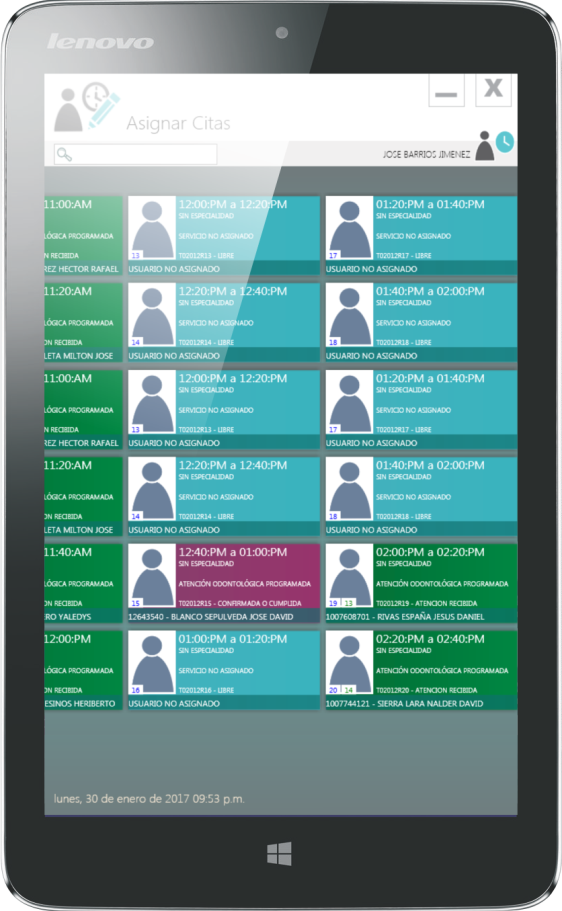 lenovo
X
Asignar Citas
JOSE BARRIOS JIMENEZ
11:00:AM
LÓGICA PROGRAMADA
N RECIBIDA
REZ HECTOR RAFAEL
12:00:PM a 12:20:PM
SIN ESPECIALIDAD
SERVICIO NO ASIGNADO
13
T02012R13 - LIBRE
USUARIO NO ASIGNADO
01:20:PM a 01:40:PM
SIN ESPECIALIDAD
SERVICIO NO ASIGNADO
17
T02012R17 - LIBRE
USUARIO NO ASIGNADO
11:20:AM
LÓGICA PROGRAMADA
ON RECIBIDA
LETA MILTON JOSE
12:20:PM a 12:40:PM
SIN ESPECIALIDAD
SERVICIO NO ASIGNADO
14
T02012R14 - LIBRE
USUARIO NO ASIGNADO
01:40:PM a 02:00:PM
SIN ESPECIALIDAD
SERVICIO NO ASIGNADO
18
T02012R18 - LIBRE
USUARIO NO ASIGNADO
11:00:AM
LÓGICA PROGRAMADA
N RECIBIDA
REZ HECTOR RAFAEL
12:00:PM a 12:20:PM
SIN ESPECIALIDAD
SERVICIO NO ASIGNADO
13
T02012R13 - LIBRE
USUARIO NO ASIGNADO
01:20:PM a 01:40:PM
SIN ESPECIALIDAD
SERVICIO NO ASIGNADO
17
T02012R17 - LIBRE
USUARIO NO ASIGNADO
11:20:AM
LÓGICA PROGRAMADA
ON RECIBIDA
LETA MILTON JOSE
12:20:PM a 12:40:PM
SIN ESPECIALIDAD
SERVICIO NO ASIGNADO
14
T02012R14 - LIBRE
USUARIO NO ASIGNADO
01:40:PM a 02:00:PM
SIN ESPECIALIDAD
SERVICIO NO ASIGNADO
18
T02012R18 - LIBRE
USUARIO NO ASIGNADO
11:40:AM
LÓGICA PROGRAMADA
ON RECIBIDA
RO YALEDYS
12:40:PM a 01:00:PM
SIN ESPECIALIDAD
ATENCIÓN ODONTOLÓGICA PROGRAMADA
15
T02012R15 - CONFIRMADA O CUMPLIDA
12643540 - BLANCO SEPULVEDA JOSE DAVID
02:00:PM a 02:20:PM
SIN ESPECIALIDAD
ATENCIÓN ODONTOLÓGICA PROGRAMADA
19 13
T02012R19 - ATENCION RECIBIDA
1007608701 - RIVAS ESPAÑA JESUS DANIEL
12:00:PM
LÓGICA PROGRAMADA
ON RECIBIDA
ESINOS HERIBERTO
01:00:PM a 01:20:PM
SIN ESPECIALIDAD
SERVICIO NO ASIGNADO
16
T02012R16 - LIBRE
USUARIO NO ASIGNADO
02:20:PM a 02:40:PM
SIN ESPECIALIDAD
ATENCIÓN ODONTOLÓGICA PROGRAMADA
20 14
T02012R20 - ATENCION RECIBIDA
1007744121 - SIERRA LARA NALDER DAVID
lunes, 30 de enero de 2017 09:53 p.m.